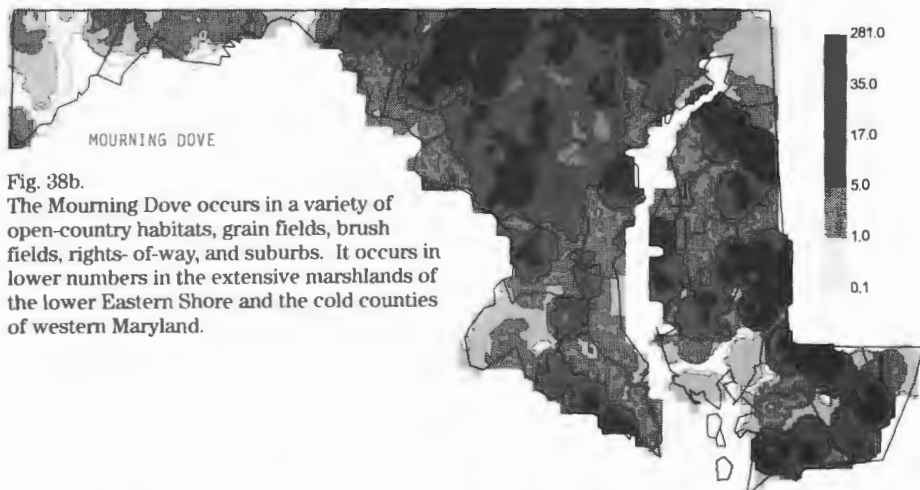 281.0
35.0
17.0
5.0
1.0
0.1
MOURNING DOVE
Fig. 38b.
The Mourning Dove occurs in a variety of
open-country habitats, grain fields, brush
fields, rights- of-way, and suburbs. It occurs in
lower numbers in the extensive marshlands of
the lower Eastern Shore and the cold counties
of western Maryland.